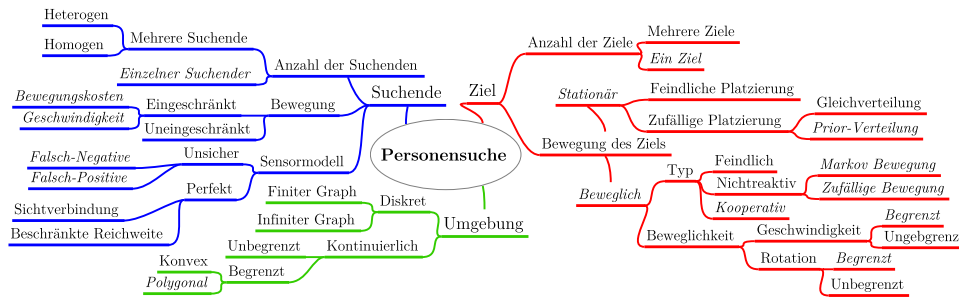 Heterogen
Homogen
Mehrere Suchende
Einzelner Suchender
Anzahl der Suchenden
Bewegungskosten
Geschwindigkeit
Eingeschränkt
Uneingeschränkt
Bewegung
Suchende
Falsch-Negative
Falsch-Positive
Unsicher
Sensormodell
Sichtverbindung
Beschränkte Reichweite
Perfekt
Personensuche
Finiter Graph
Infiniter Graph
Diskret
Umgebung
Unbegrenzt
Kontinuierlich
Konvex
Polygonal
Begrenzt
Ziel
Anzahl der Ziele
Mehrere Ziele
Ein Ziel
Stationär
Feindliche Platzierung
Zufällige Platzierung
Gleichverteilung
Prior-Verteilung
Bewegung des Ziels
Beweglich
Typ
Feindlich
Nichtreaktiv
Markov Bewegung
Zufällige Bewegung
Kooperativ
Beweglichkeit
Geschwindigkeit
Begrenzt
Ungebgrenz
Rotation
Begrenzt
Unbegrenzt